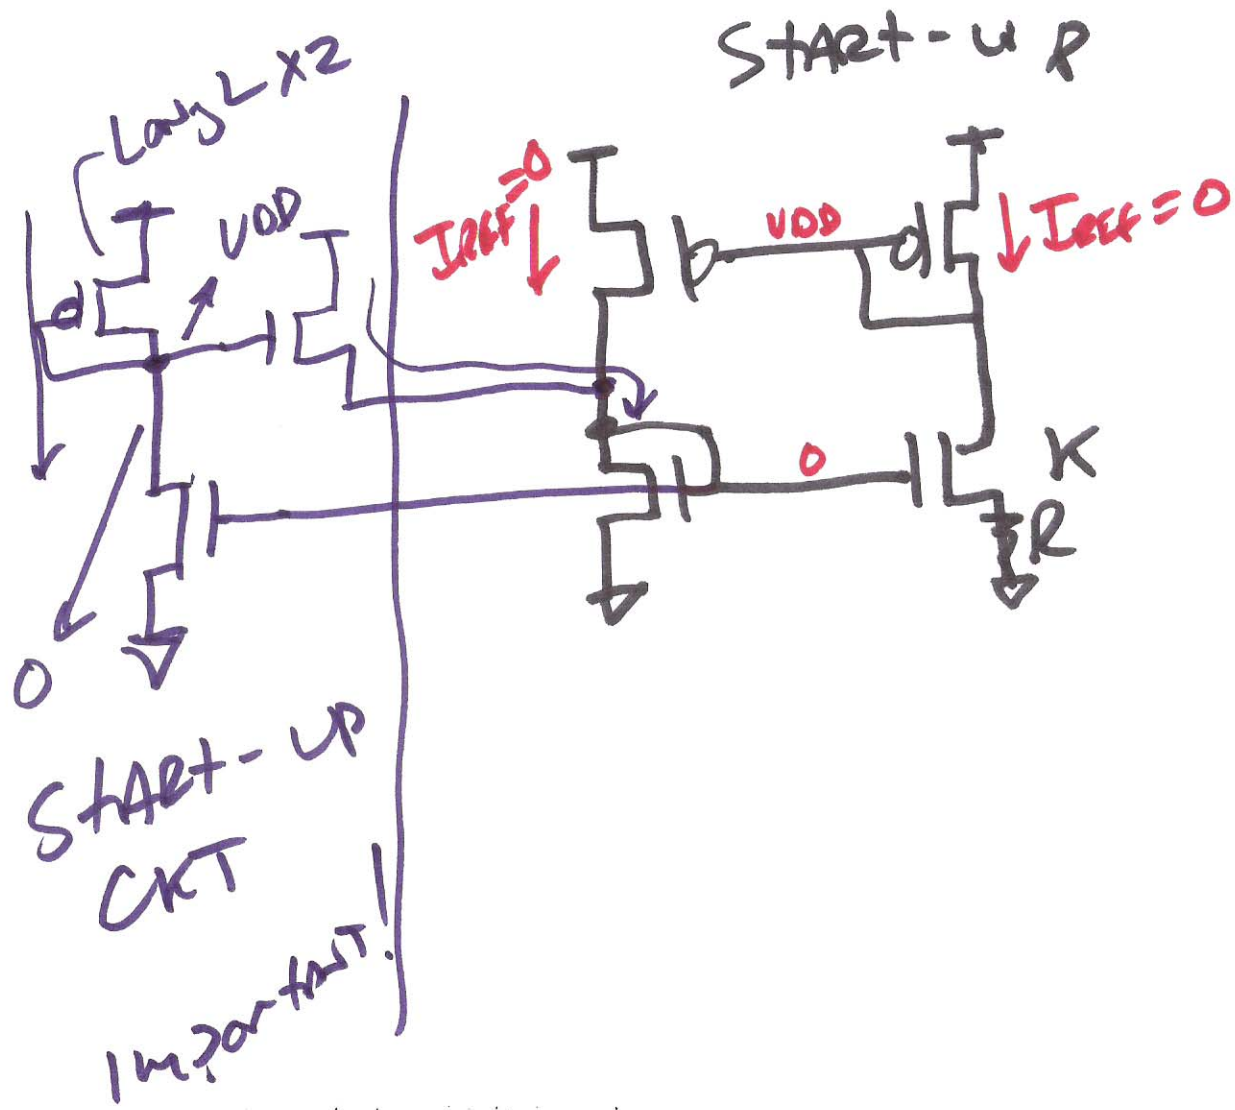 START-UP
Long L X2
VDD
IREF=0
VDD
IREF=0
0
K
R
0
START-UP
CKT
Important!